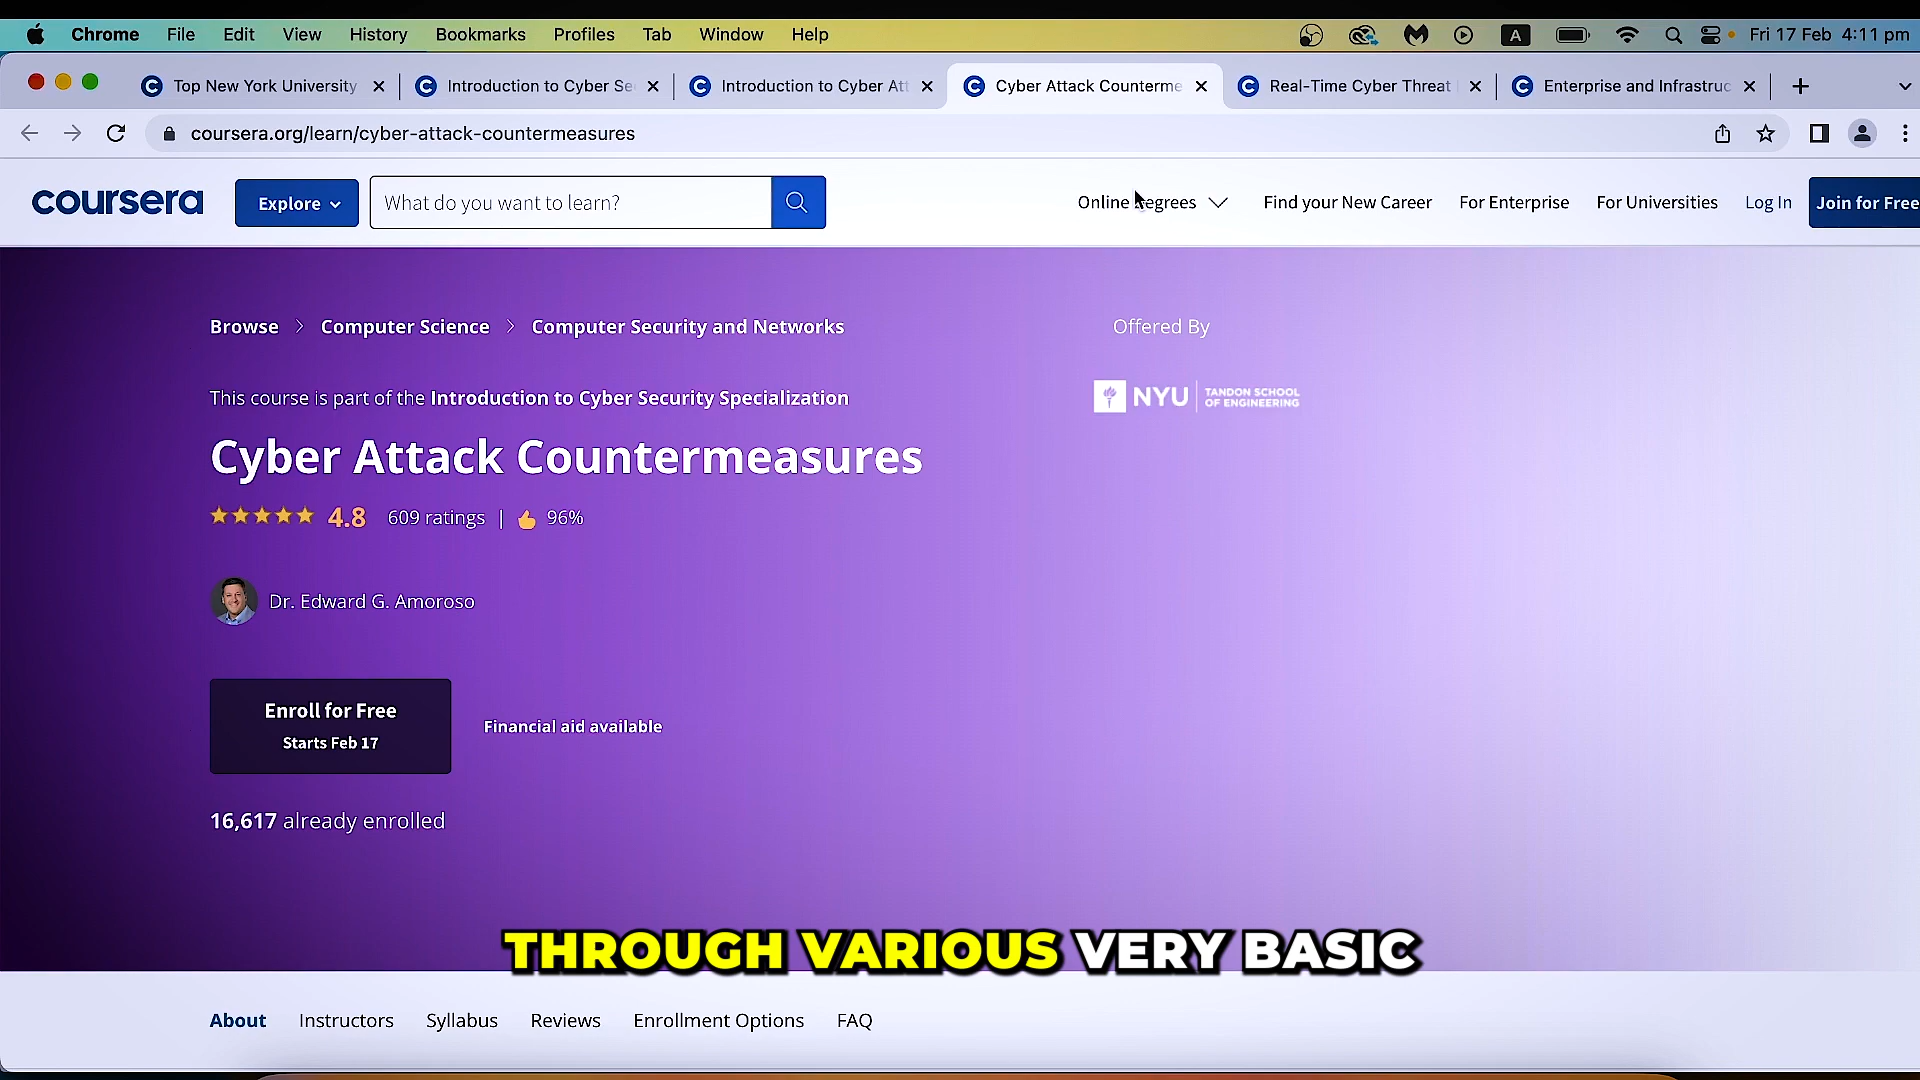 Chrome File Edit View History Bookmarks Profiles Tab Window Help A Fri 17 Feb 4:11 pm
Top New York University Introduction to Cyber Se Introduction to Cyber Att Cyber Attack Counterme Real-Time Cyber Threat Enterprise and Infrastruc
coursera.org/learn/cyber-attack-countermeasures
coursera Explore What do you want to learn? Online Degrees Find your New Career For Enterprise For Universities Log In Join for Free
Browse > Computer Science > Computer Security and Networks
Offered By
This course is part of the Introduction to Cyber Security Specialization
NYU TANDON SCHOOL
OF ENGINEERING
Cyber Attack Countermeasures
4.8 609 ratings | 96%
Dr. Edward G. Amoroso
Enroll for Free
Starts Feb 17
Financial aid available
16,617 already enrolled
THROUGH VARIOUS VERY BASIC
About Instructors Syllabus Reviews Enrollment Options FAQ